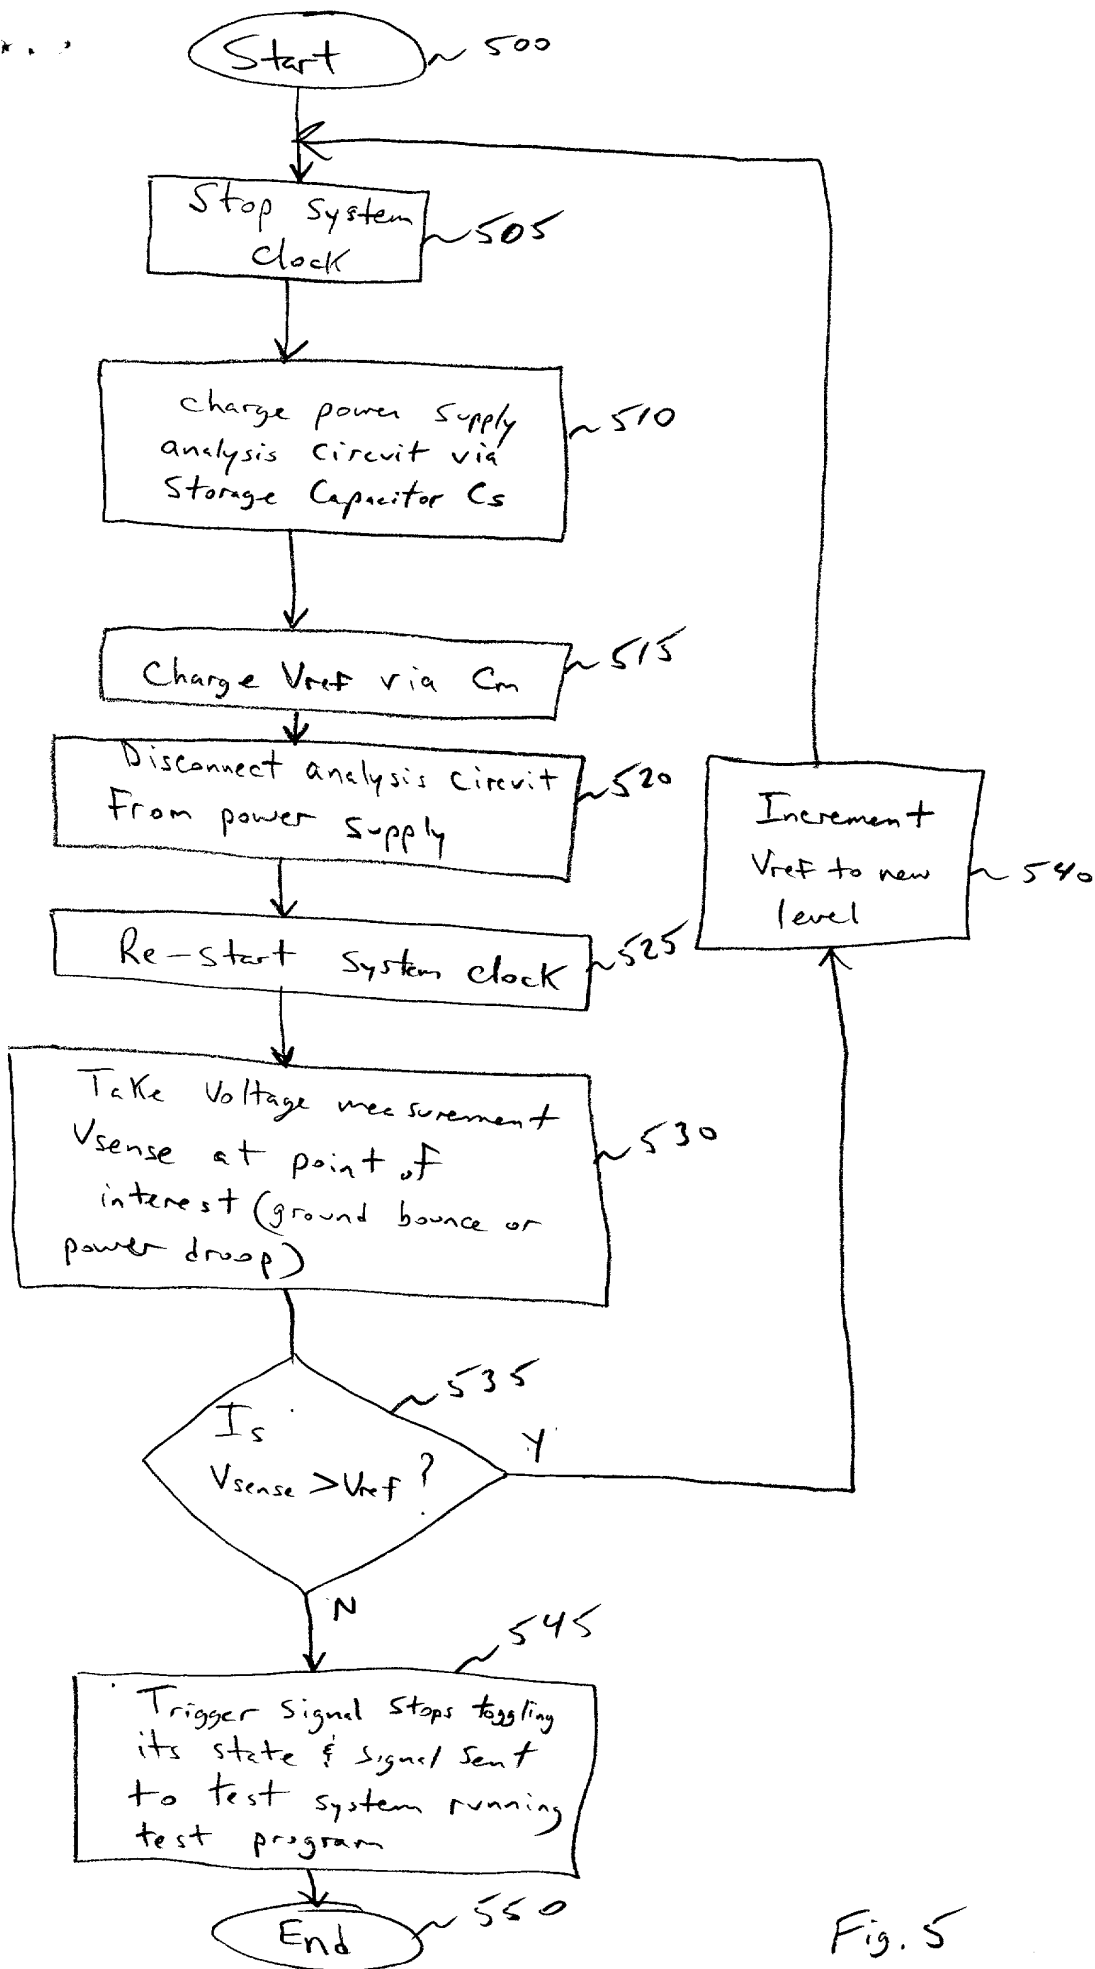 Start 500
Stop System
Clock
505
charge power supply
analysis circuit via
Storage Capacitor Cs
510
Charge Vref via Cm
515
Disconnect analysis circuit
From power supply
520
Re-start system clock
525
Take Voltage measurement
Vsense at point of
interest (ground bounce or
power droop)
530
Is
Vsense > Vref?
535
Y
Increment
Vref to new
level
540
N
Trigger signal stops toggling
its state & signal sent
to test system running
test program
545
End 550
Fig. 5